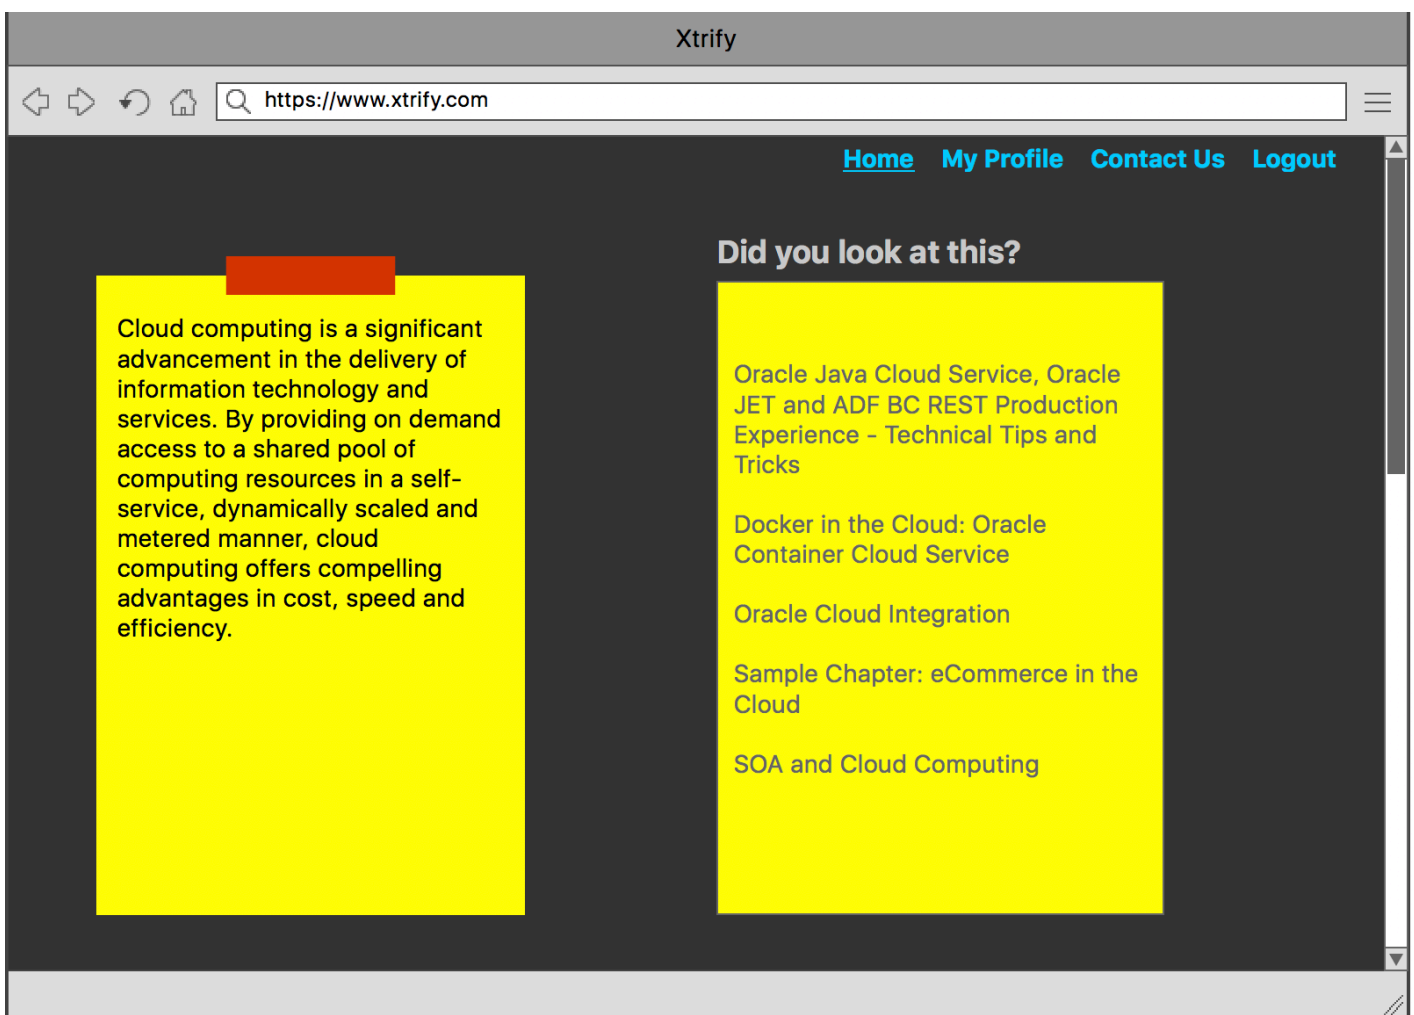 Xtrify
https://www.xtrify.com
Home My Profile Contact Us Logout
Cloud computing is a significant
advancement in the delivery of
information technology and
services. By providing on demand
access to a shared pool of
computing resources in a self-
service, dynamically scaled and
metered manner, cloud
computing offers compelling
advantages in cost, speed and
efficiency.
Did you look at this?
Oracle Java Cloud Service, Oracle
JET and ADF BC REST Production
Experience - Technical Tips and
Tricks
Docker in the Cloud: Oracle
Container Cloud Service
Oracle Cloud Integration
Sample Chapter: eCommerce in the
Cloud
SOA and Cloud Computing